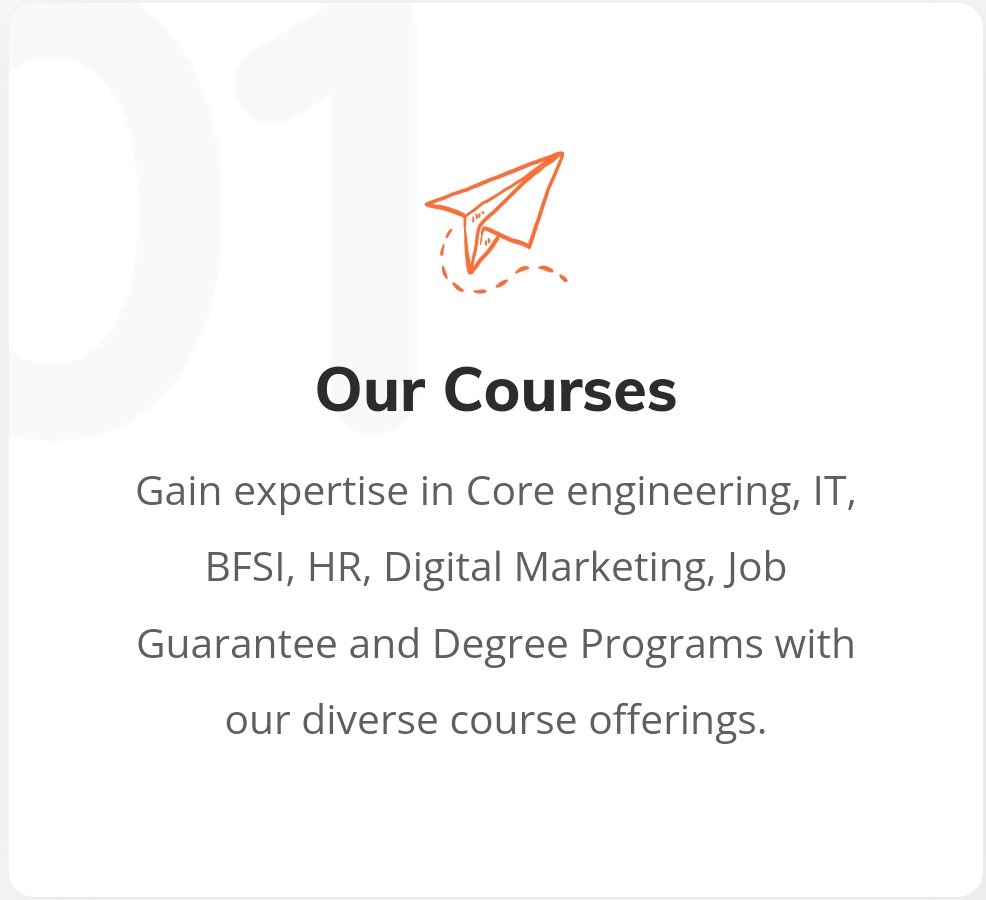 01
Our Courses
Gain expertise in Core engineering, IT,
BFSI, HR, Digital Marketing, Job
Guarantee and Degree Programs with
our diverse course offerings.